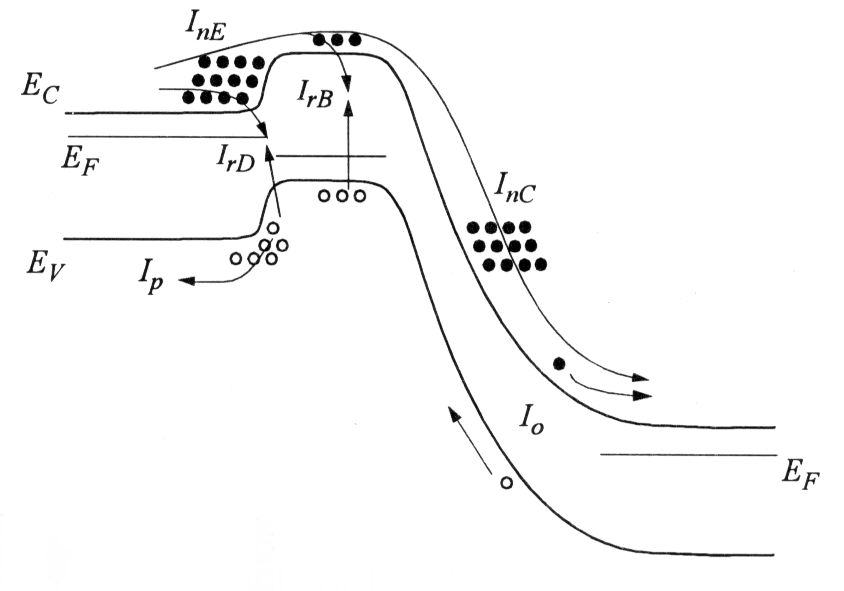 I_nE
E_C
I_rB
E_F
I_rD
I_nC
E_V
I_p
I_o
E_F